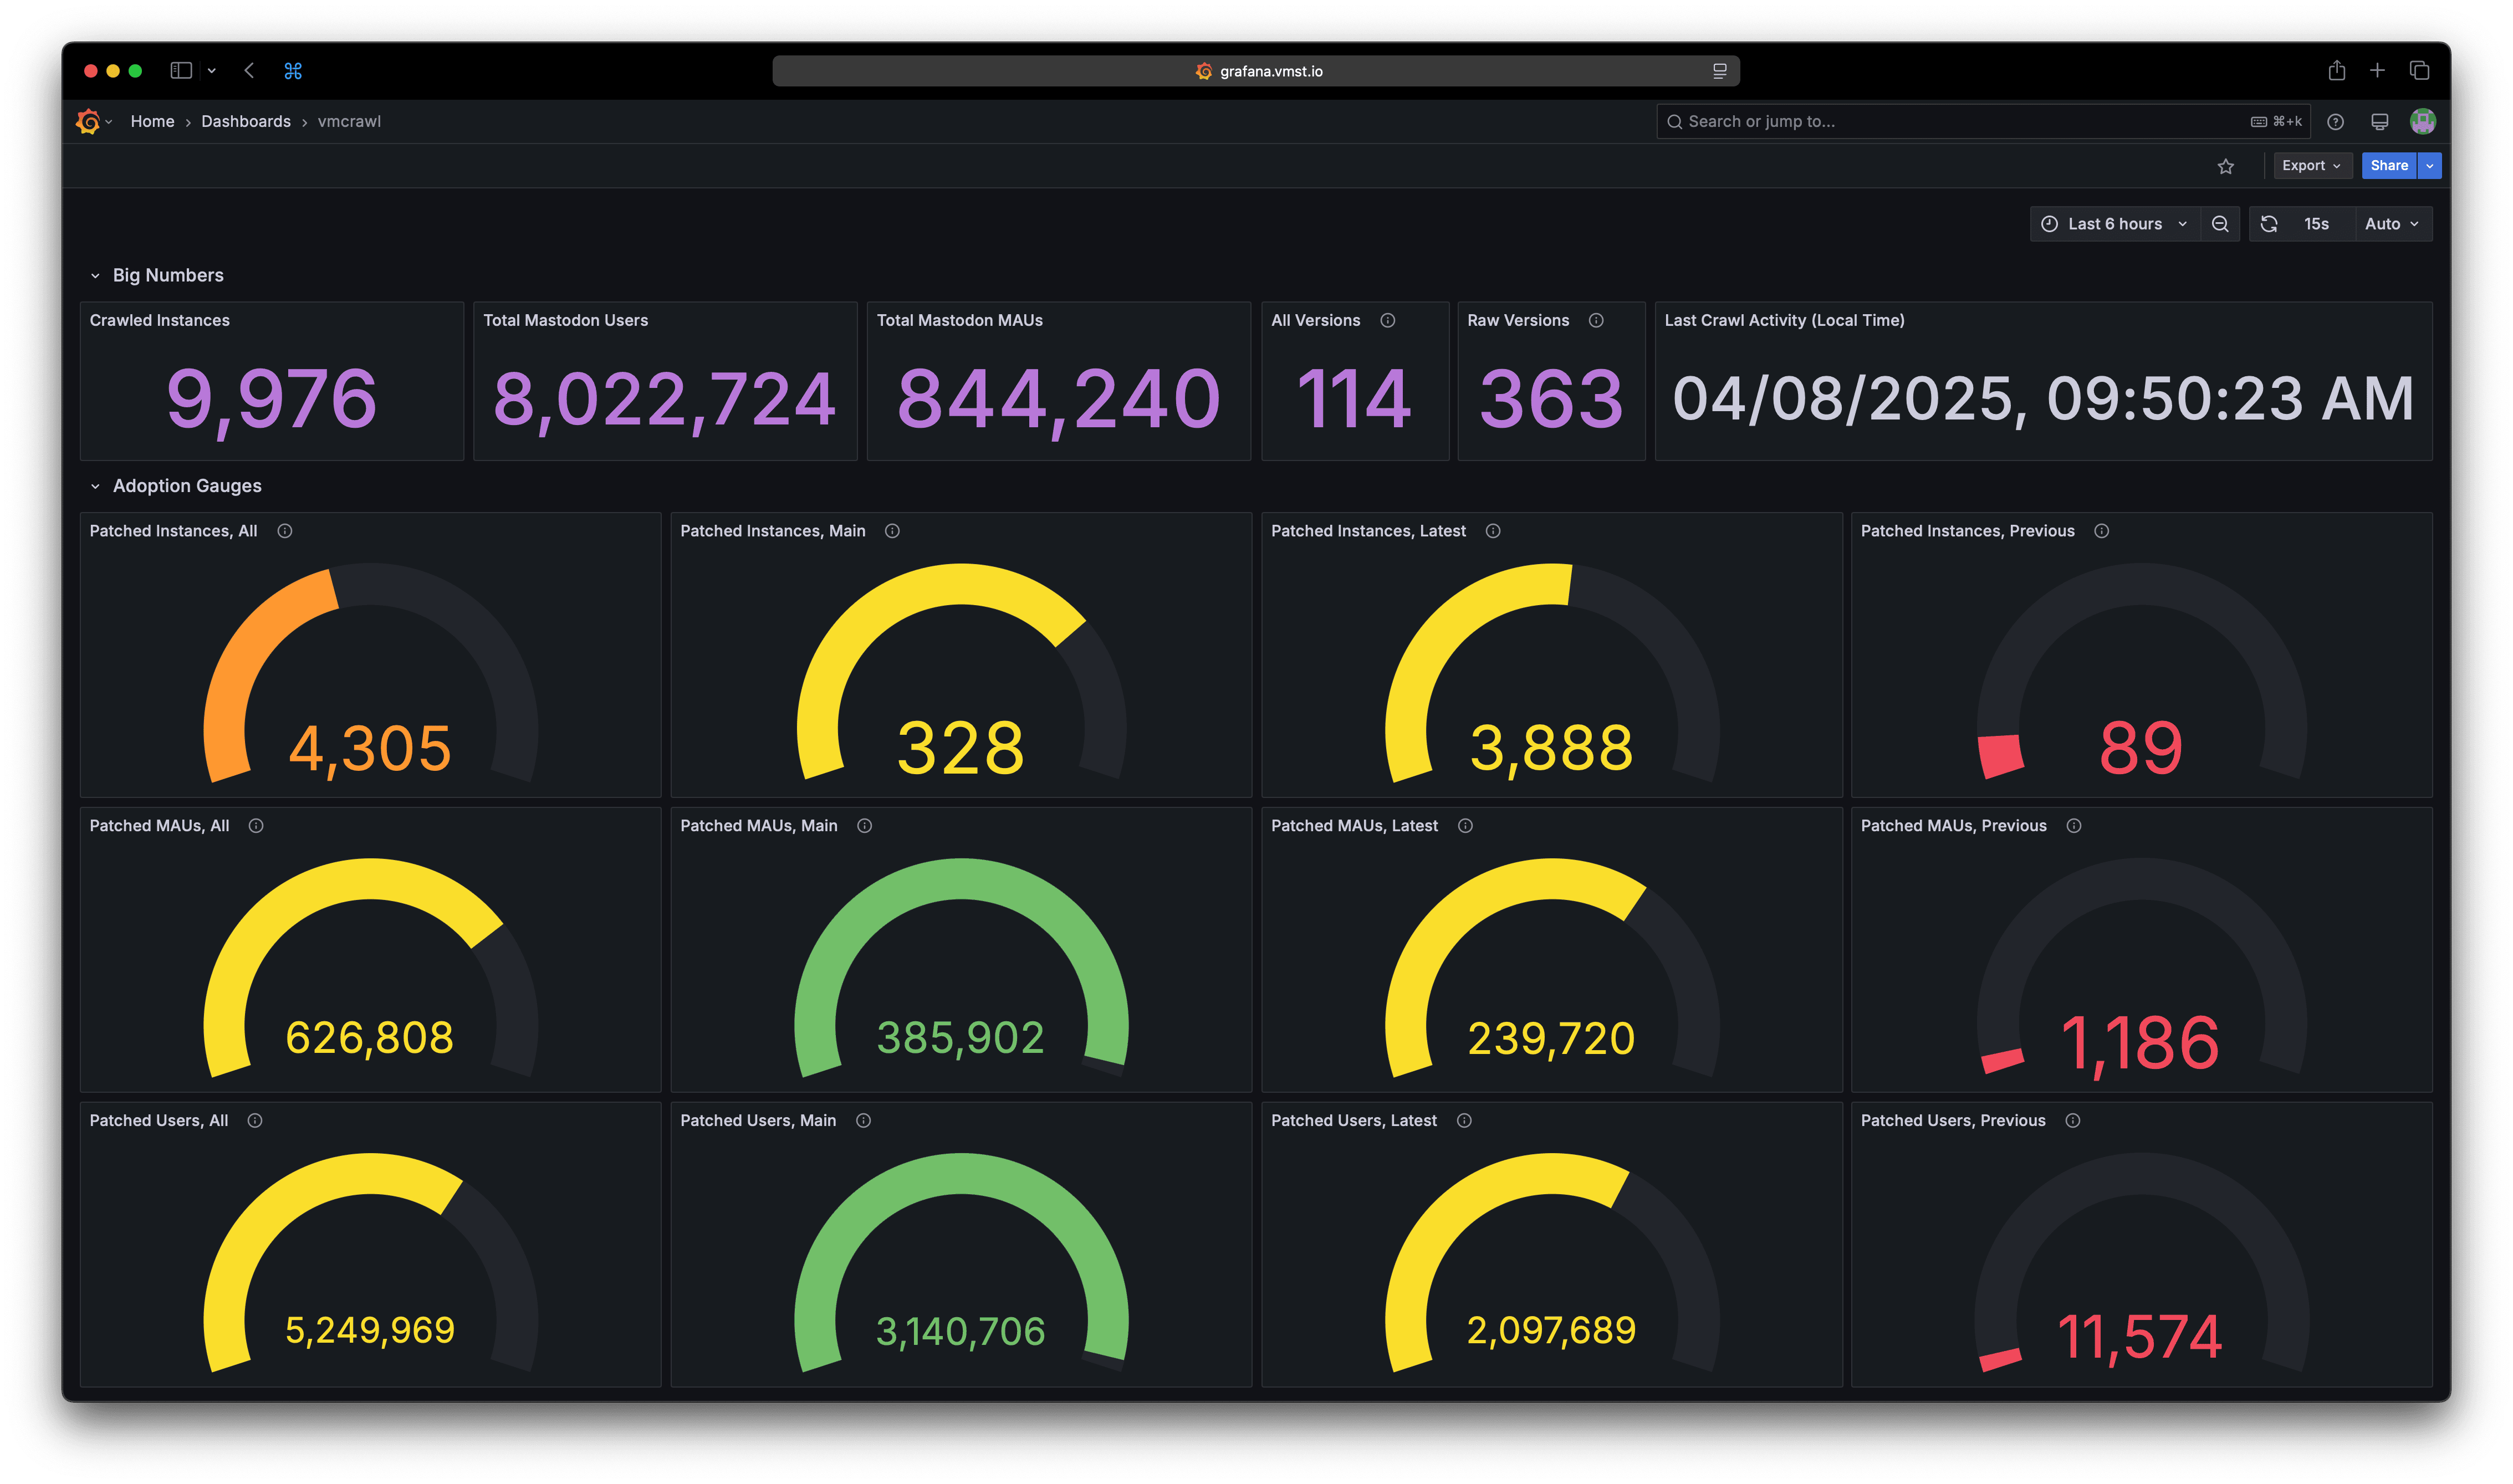 grafana.vmst.io
Home › Dashboards › vmcrawl
Search or jump to...
⌘+k
Export
Share
Last 6 hours
15s
Auto
Big Numbers
Crawled Instances
9,976
Total Mastodon Users
8,022,724
Total Mastodon MAUs
844,240
All Versions
114
Raw Versions
363
Last Crawl Activity (Local Time)
04/08/2025, 09:50:23 AM
Adoption Gauges
Patched Instances, All
4,305
Patched Instances, Main
328
Patched Instances, Latest
3,888
Patched Instances, Previous
89
Patched MAUs, All
626,808
Patched MAUs, Main
385,902
Patched MAUs, Latest
239,720
Patched MAUs, Previous
1,186
Patched Users, All
5,249,969
Patched Users, Main
3,140,706
Patched Users, Latest
2,097,689
Patched Users, Previous
11,574